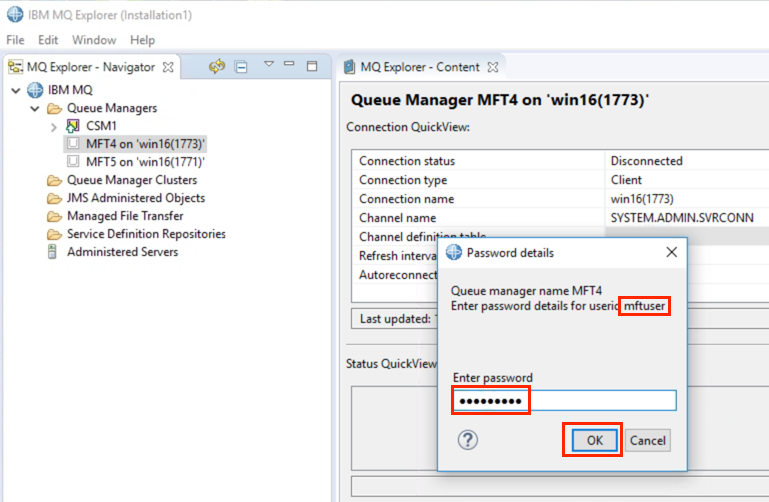 IBM MQ Explorer (Installation1)
File Edit Window Help
MQ Explorer - Navigator
IBM MQ
Queue Managers
CSM1
MFT4 on 'win16(1773)'
MFT5 on 'win16(1771)'
Queue Manager Clusters
JMS Administered Objects
Managed File Transfer
Service Definition Repositories
Administered Servers
MQ Explorer - Content
Queue Manager MFT4 on 'win16(1773)'
Connection QuickView:
Connection status Disconnected
Connection type Client
Connection name win16(1773)
Channel name SYSTEM.ADMIN.SVRCONN
Channel definition table
Refresh interva
Autoreconnect
Last updated:
Status QuickView
Password details
Queue manager name MFT4
Enter password details for userid mftuser
Enter password
•••••••••
? OK Cancel